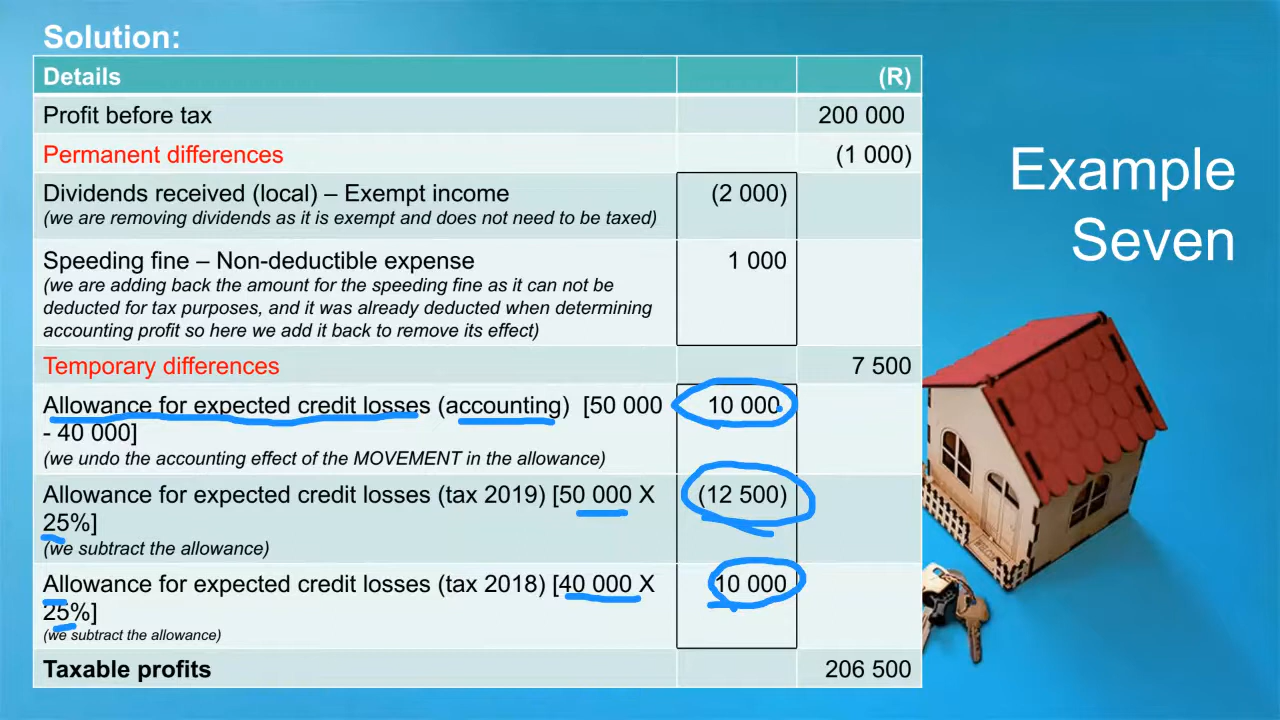 Solution:
Details (R)
Profit before tax 200 000
Permanent differences (1 000)
Dividends received (local) – Exempt income (2 000)
(we are removing dividends as it is exempt and does not need to be taxed)
Speeding fine – Non-deductible expense 1 000
(we are adding back the amount for the speeding fine as it can not be
deducted for tax purposes, and it was already deducted when determining
accounting profit so here we add it back to remove its effect)
Temporary differences 7 500
Allowance for expected credit losses (accounting) [50 000 10 000
- 40 000]
(we undo the accounting effect of the MOVEMENT in the allowance)
Allowance for expected credit losses (tax 2019) [50 000 X (12 500)
25%]
(we subtract the allowance)
Allowance for expected credit losses (tax 2018) [40 000 X 10 000
25%]
(we subtract the allowance)
Taxable profits 206 500
Example
Seven